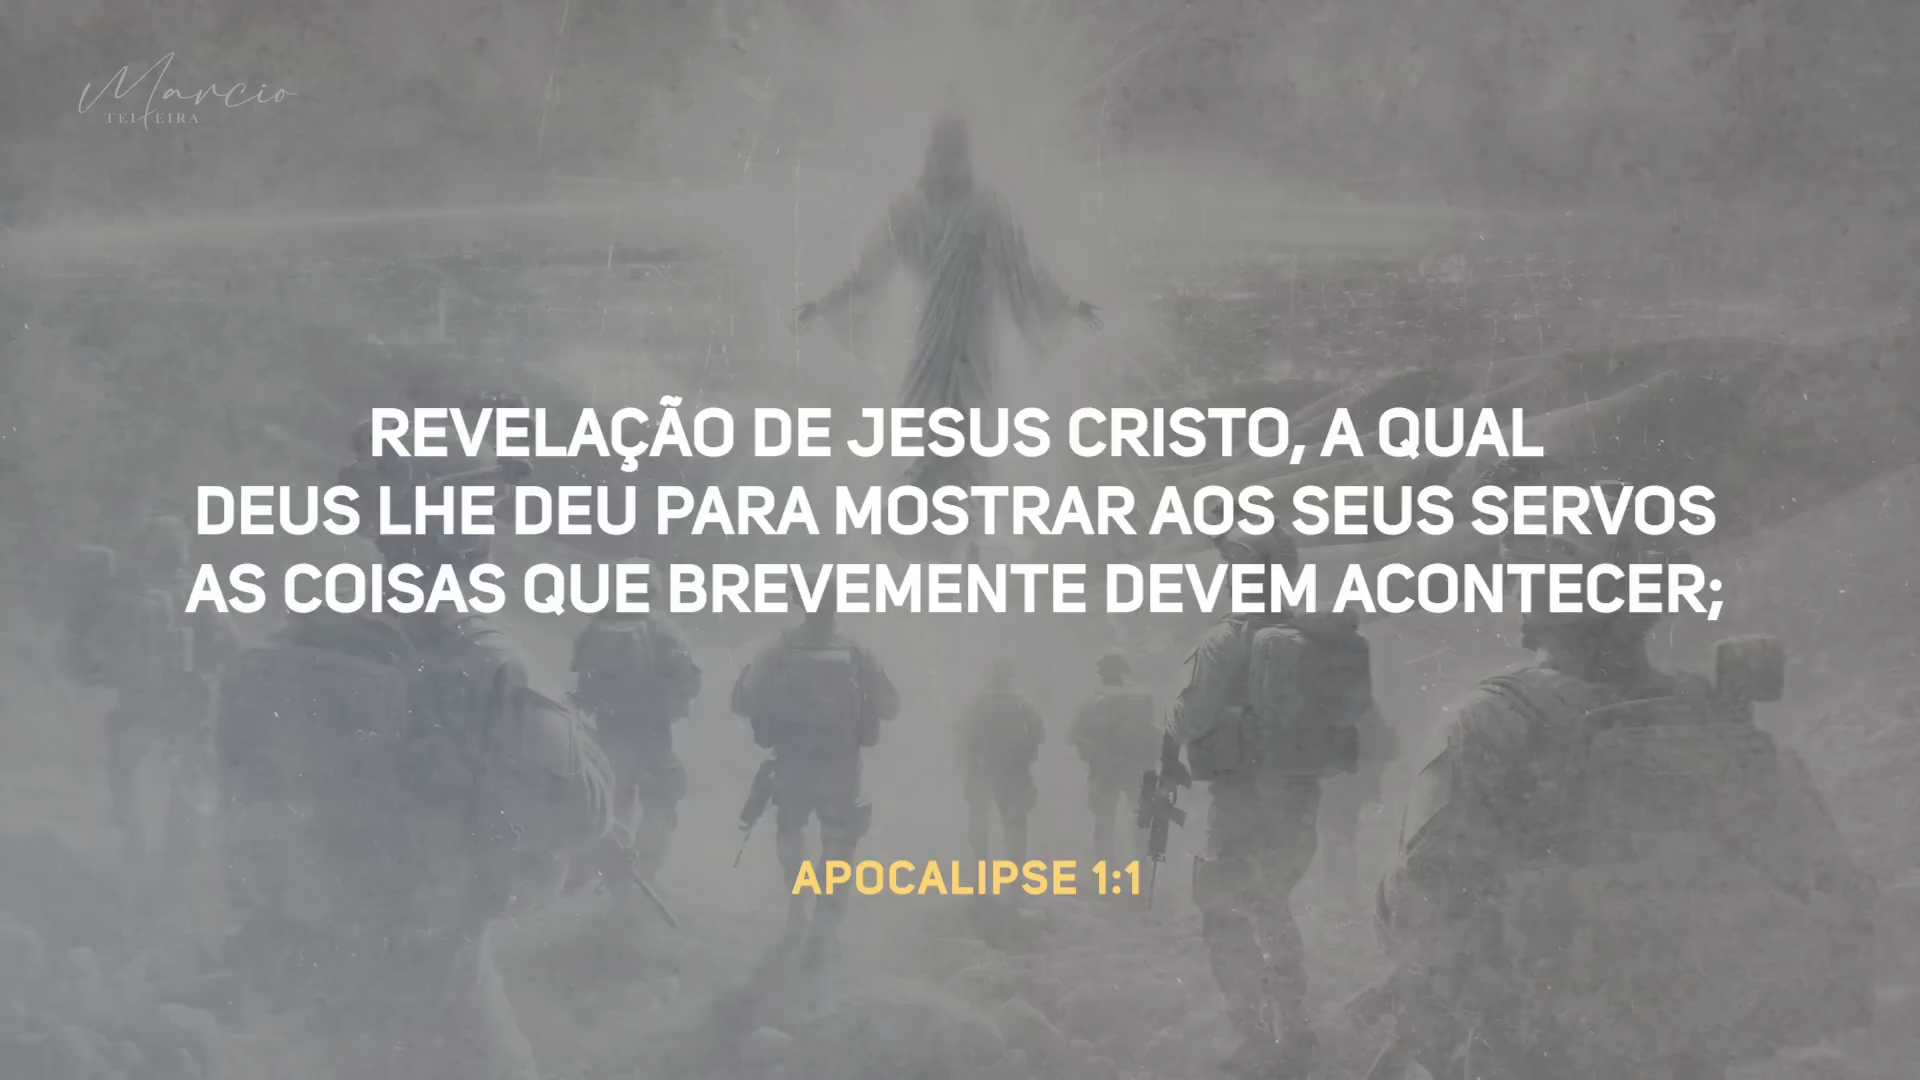 Marcio
TEIXEIRA
REVELAÇÃO DE JESUS CRISTO, A QUAL
DEUS LHE DEU PARA MOSTRAR AOS SEUS SERVOS
AS COISAS QUE BREVEMENTE DEVEM ACONTECER;
APOCALIPSE 1:1